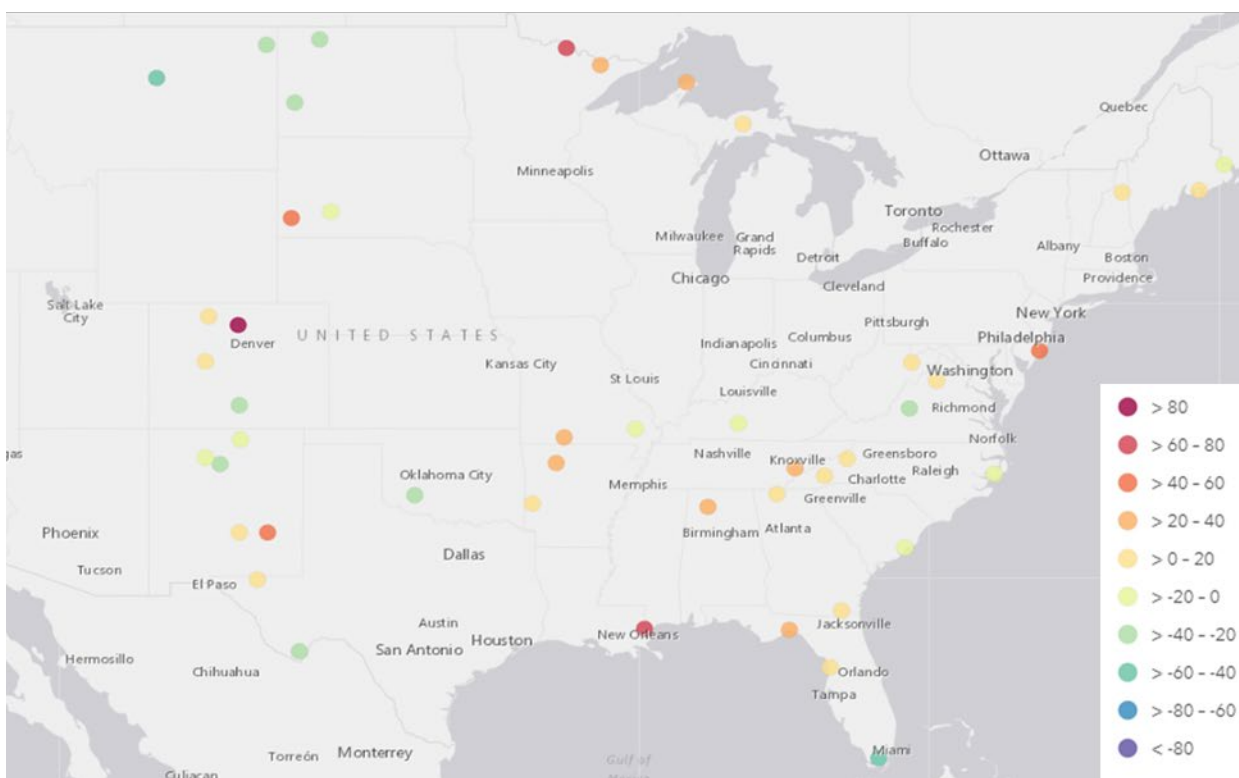 Quebec
Ottawa
Minneapolis
Toronto
Rochester
Milwaukee
Grand
Rapids
Buffalo
Albany
Detroit
Boston
Chicago
Cleveland
Providence
Salt Lake
City
New York
Pittsburgh
UNITED STATES
Denver
Indianapolis
Columbus
Philadelphia
Kansas City
Cincinnati
St Louis
Washington
Louisville
Richmond
gas
Nashville
Knoxville
Greensboro
Norfolk
Oklahoma City
Memphis
Charlotte
Raleigh
Greenville
Phoenix
Birmingham
Atlanta
Dallas
Tucson
El Paso
Austin
Jacksonville
New Orleans
Houston
San Antonio
Hermosillo
Chihuahua
Orlando
Tampa
Miami
Torreón
Monterrey
Gulf of
Culiacan
> 80
> 60 - 80
> 40 - 60
> 20 - 40
> 0 - 20
> -20 - 0
> -40 - -20
> -60 - -40
> -80 - -60
< -80